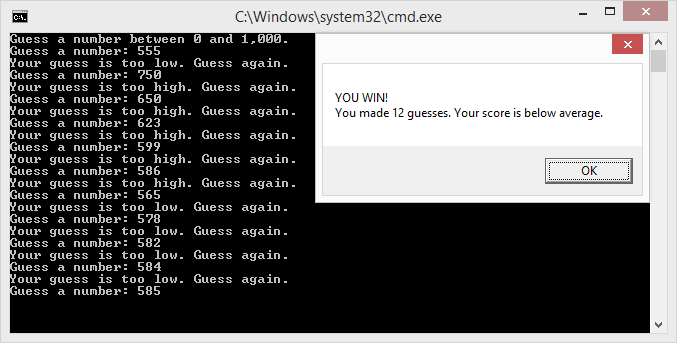 C:\Windows\system32\cmd.exe
Guess a number between 0 and 1,000.
Guess a number: 555
Your guess is too low. Guess again.
Guess a number: 750
Your guess is too high. Guess again.
Guess a number: 650
Your guess is too high. Guess again.
Guess a number: 623
Your guess is too high. Guess again.
Guess a number: 599
Your guess is too high. Guess again.
Guess a number: 586
Your guess is too high. Guess again.
Guess a number: 565
Your guess is too low. Guess again.
Guess a number: 578
Your guess is too low. Guess again.
Guess a number: 582
Your guess is too low. Guess again.
Guess a number: 584
Your guess is too low. Guess again.
Guess a number: 585
YOU WIN!
You made 12 guesses. Your score is below average.
OK